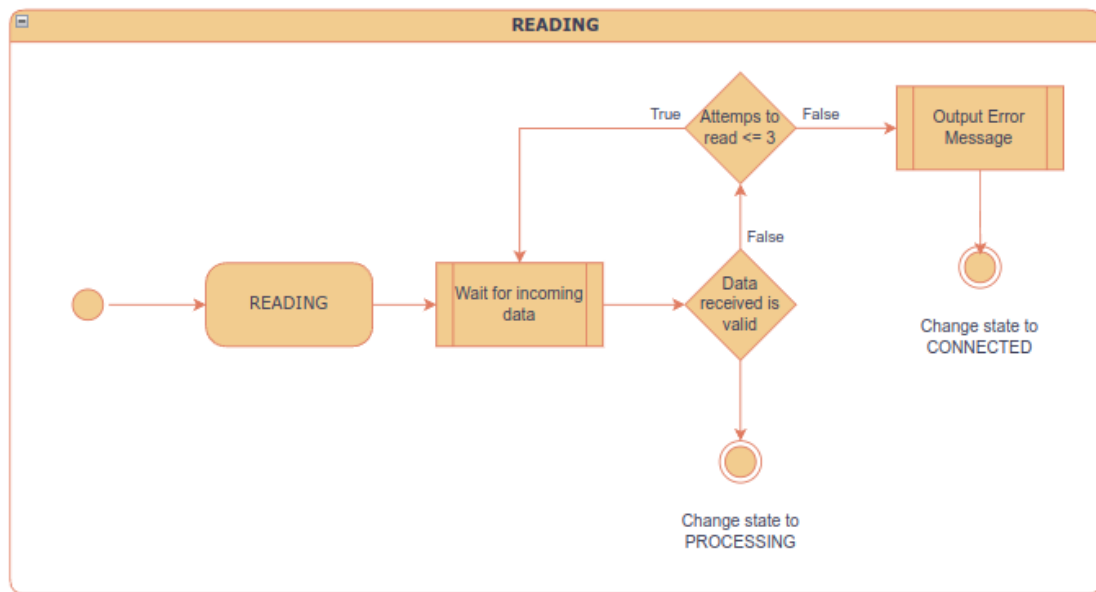 READING
True
Attemps to
read <= 3
False
Output Error
Message
False
READING
Wait for incoming
data
Data
received is
valid
Change state to
CONNECTED
Change state to
PROCESSING